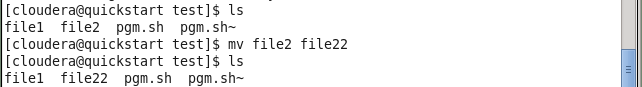 [cloudera@quickstart test]$ ls
file1  file2  pgm.sh  pgm.sh~
[cloudera@quickstart test]$ mv file2 file22
[cloudera@quickstart test]$ ls
file1  file22  pgm.sh  pgm.sh~